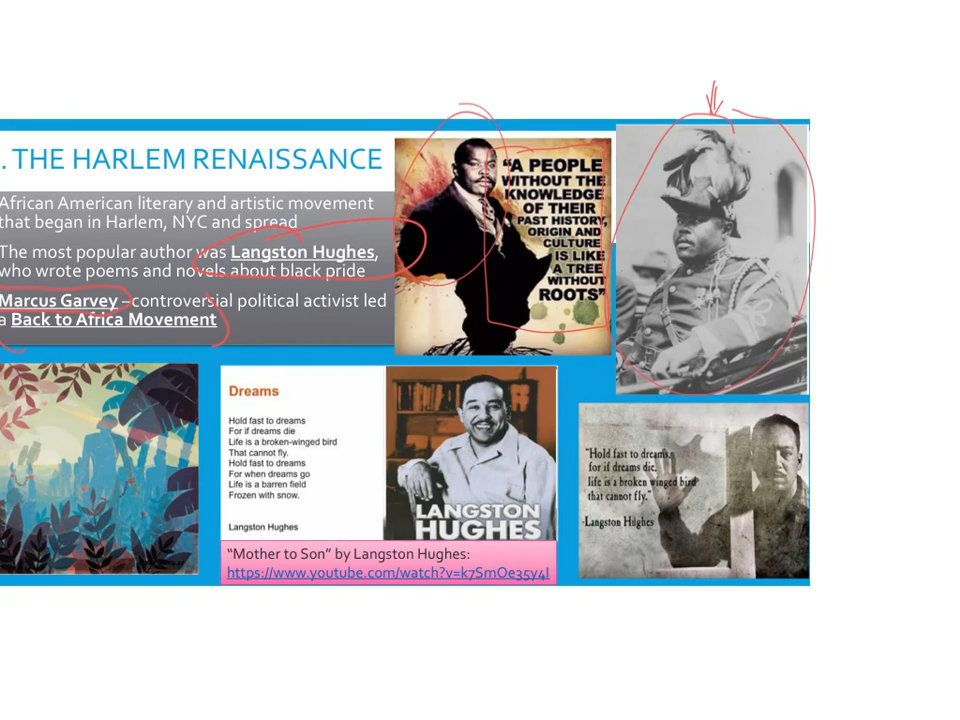 . THE HARLEM RENAISSANCE
African American literary and artistic movement
that began in Harlem, NYC and spread
The most popular author was Langston Hughes,
who wrote poems and novels about black pride
Marcus Garvey –controversial political activist led
a Back to Africa Movement
“A PEOPLE
WITHOUT THE
KNOWLEDGE
OF THEIR
PAST HISTORY,
ORIGIN AND
CULTURE
IS LIKE
A TREE
WITHOUT
ROOTS”
Dreams
Hold fast to dreams
For if dreams die
Life is a broken-winged bird
That cannot fly.
Hold fast to dreams
For when dreams go
Life is a barren field
Frozen with snow.
Langston Hughes
LANGSTON
HUGHES
“Mother to Son” by Langston Hughes:
https://www.youtube.com/watch?v=k7SmOe35y4I
"Hold fast to dreams,
for if dreams die,
life is a broken winged bird
that cannot fly."
-Langston Hughes